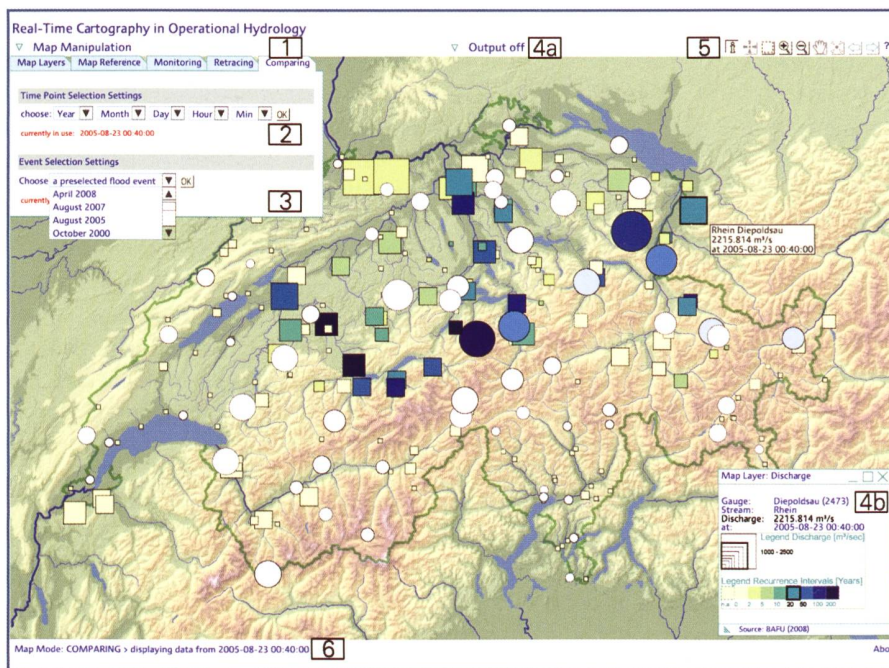 Real-Time Cartography in Operational Hydrology
▽ Map Manipulation 1 ▽ Output off 4a 5 ?
Map Layers Map Reference Monitoring Retracing Comparing
Time Point Selection Settings
choose: Year Month Day Hour Min OK
currently in use: 2005-08-23 00:40:00 2
Event Selection Settings
Choose a preselected flood event OK
April 2008
August 2007
August 2005
October 2000
3
Rhein Diepoldsau
2215.814 m³/s
at 2005-08-23 00:40:00
Map Layer: Discharge
4b
Gauge: Diepoldsau (2473)
Stream: Rhein
Discharge: 2215.814 m³/s
at: 2005-08-23 00:40:00
Legend Discharge [m³/sec]
1000 - 2500
Legend Recurrence Intervals [Years]
n.a 2 2 5 10 20 50 100 200
Source: BAFU (2008)
Map Mode: COMPARING > displaying data from 2005-08-23 00:40:00 6
Abo